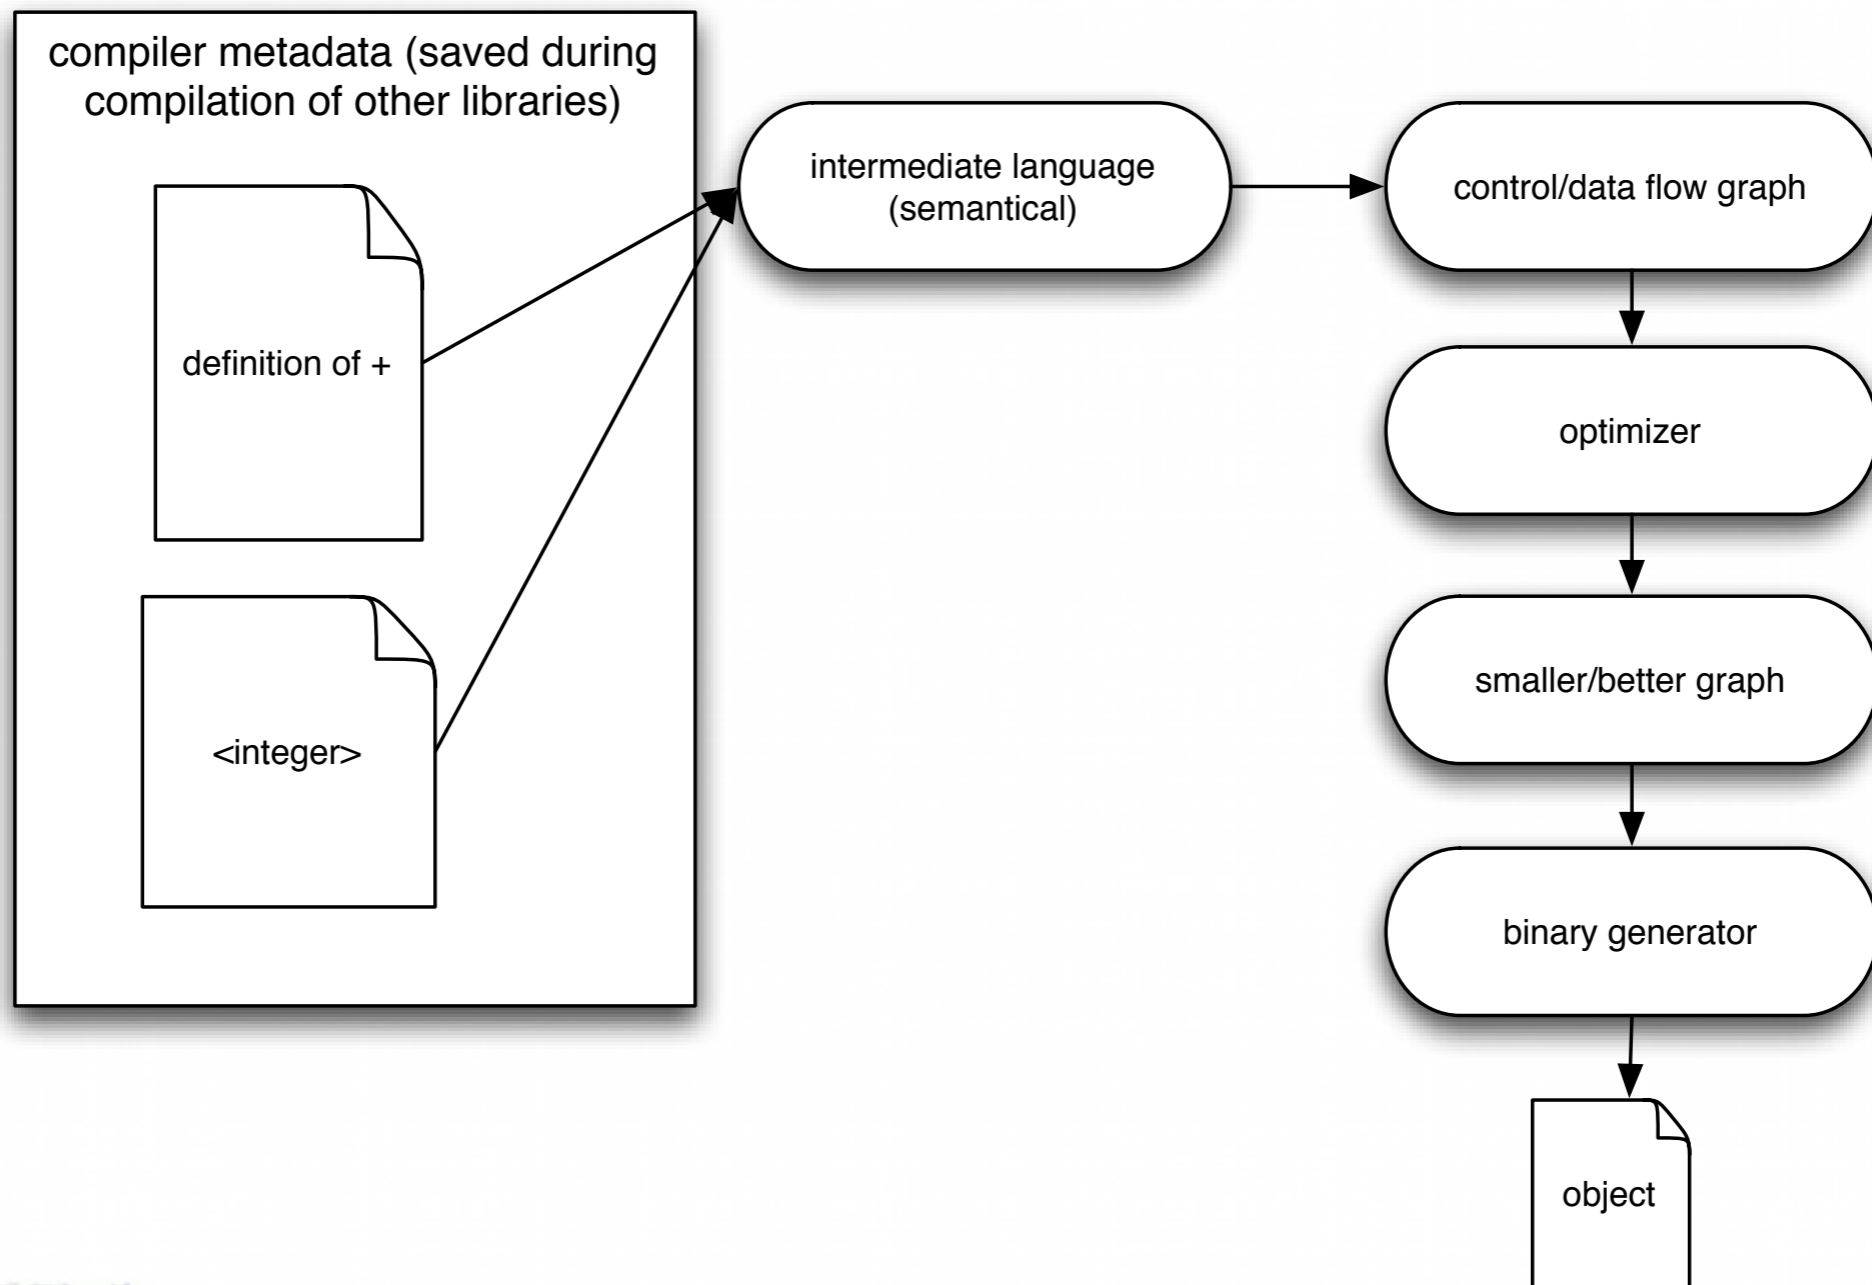 compiler metadata (saved during
compilation of other libraries)
definition of +
<integer>
intermediate language
(semantical)
control/data flow graph
optimizer
smaller/better graph
binary generator
object